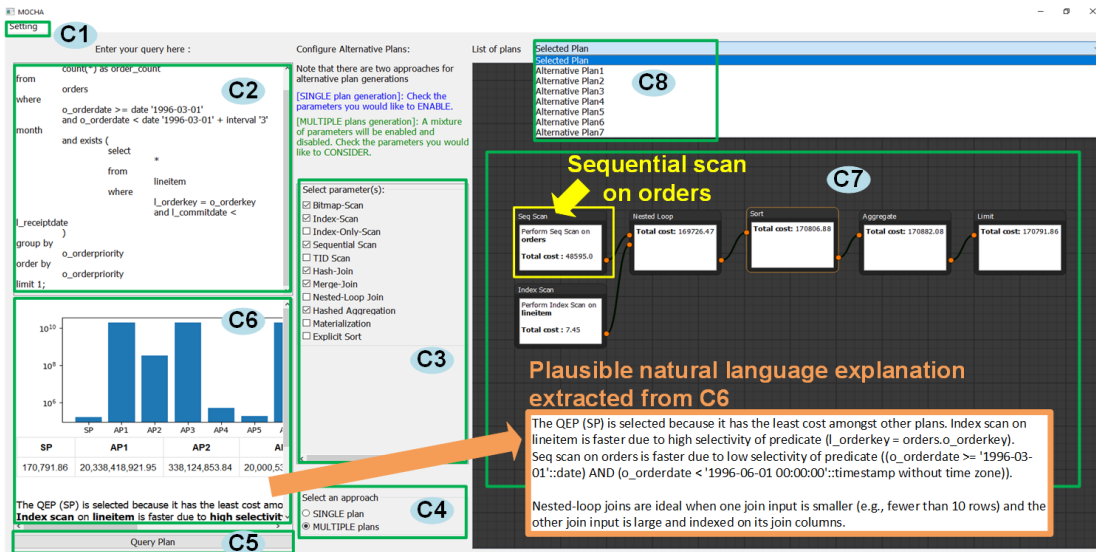 MOCHA
Setting
C1
Enter your query here :
count(*) as order_count
from
orders
where
o_orderdate >= date '1996-03-01'
and o_orderdate < date '1996-03-01' + interval '3'
month
and exists (
select
*
from
lineitem
where
l_orderkey = o_orderkey
and l_commitdate <
l_receiptdate
)
group by
o_orderpriority
order by
o_orderpriority
limit 1;
C2
C6
10^10
10^8
10^6
SP AP1 AP2 AP3 AP4 AP5 A
SP AP1 AP2 A
170,791.86 20,338,418,921.95 338,124,853.84 20,000,53
The QEP (SP) is selected because it has the least cost amo
Index scan on lineitem is faster due to high selectivit
Query Plan
C5
Configure Alternative Plans:
Note that there are two approaches for
alternative plan generations
[SINGLE plan generation]: Check the
parameters you would like to ENABLE.
[MULTIPLE plans generation]: A mixture
of parameters will be enabled and
disabled. Check the parameters you would
like to CONSIDER.
Select parameter(s):
Bitmap-Scan
Index-Scan
Index-Only-Scan
Sequential Scan
TID Scan
Hash-Join
Merge-Join
Nested-Loop Join
Hashed Aggregation
Materialization
Explicit Sort
C3
Select an approach
SINGLE plan
MULTIPLE plans
C4
List of plans
Selected Plan
Selected Plan
Alternative Plan1
Alternative Plan2
Alternative Plan3
Alternative Plan4
Alternative Plan5
Alternative Plan6
Alternative Plan7
C8
Sequential scan
on orders
C7
Seq Scan
Perform Seq Scan on
orders
Total cost : 48595.0
Nested Loop
Total cost: 169726.47
Sort
Total cost: 170806.88
Aggregate
Total cost : 170882.08
Limit
Total cost : 170791.86
Index Scan
Perform Index Scan on
lineitem
Total cost : 7.45
Plausible natural language explanation
extracted from C6
The QEP (SP) is selected because it has the least cost amongst other plans. Index scan on
lineitem is faster due to high selectivity of predicate (l_orderkey = orders.o_orderkey).
Seq scan on orders is faster due to low selectivity of predicate ((o_orderdate >= '1996-03-
01'::date) AND (o_orderdate < '1996-06-01 00:00:00'::timestamp without time zone)).
Nested-loop joins are ideal when one join input is smaller (e.g., fewer than 10 rows) and the
other join input is large and indexed on its join columns.